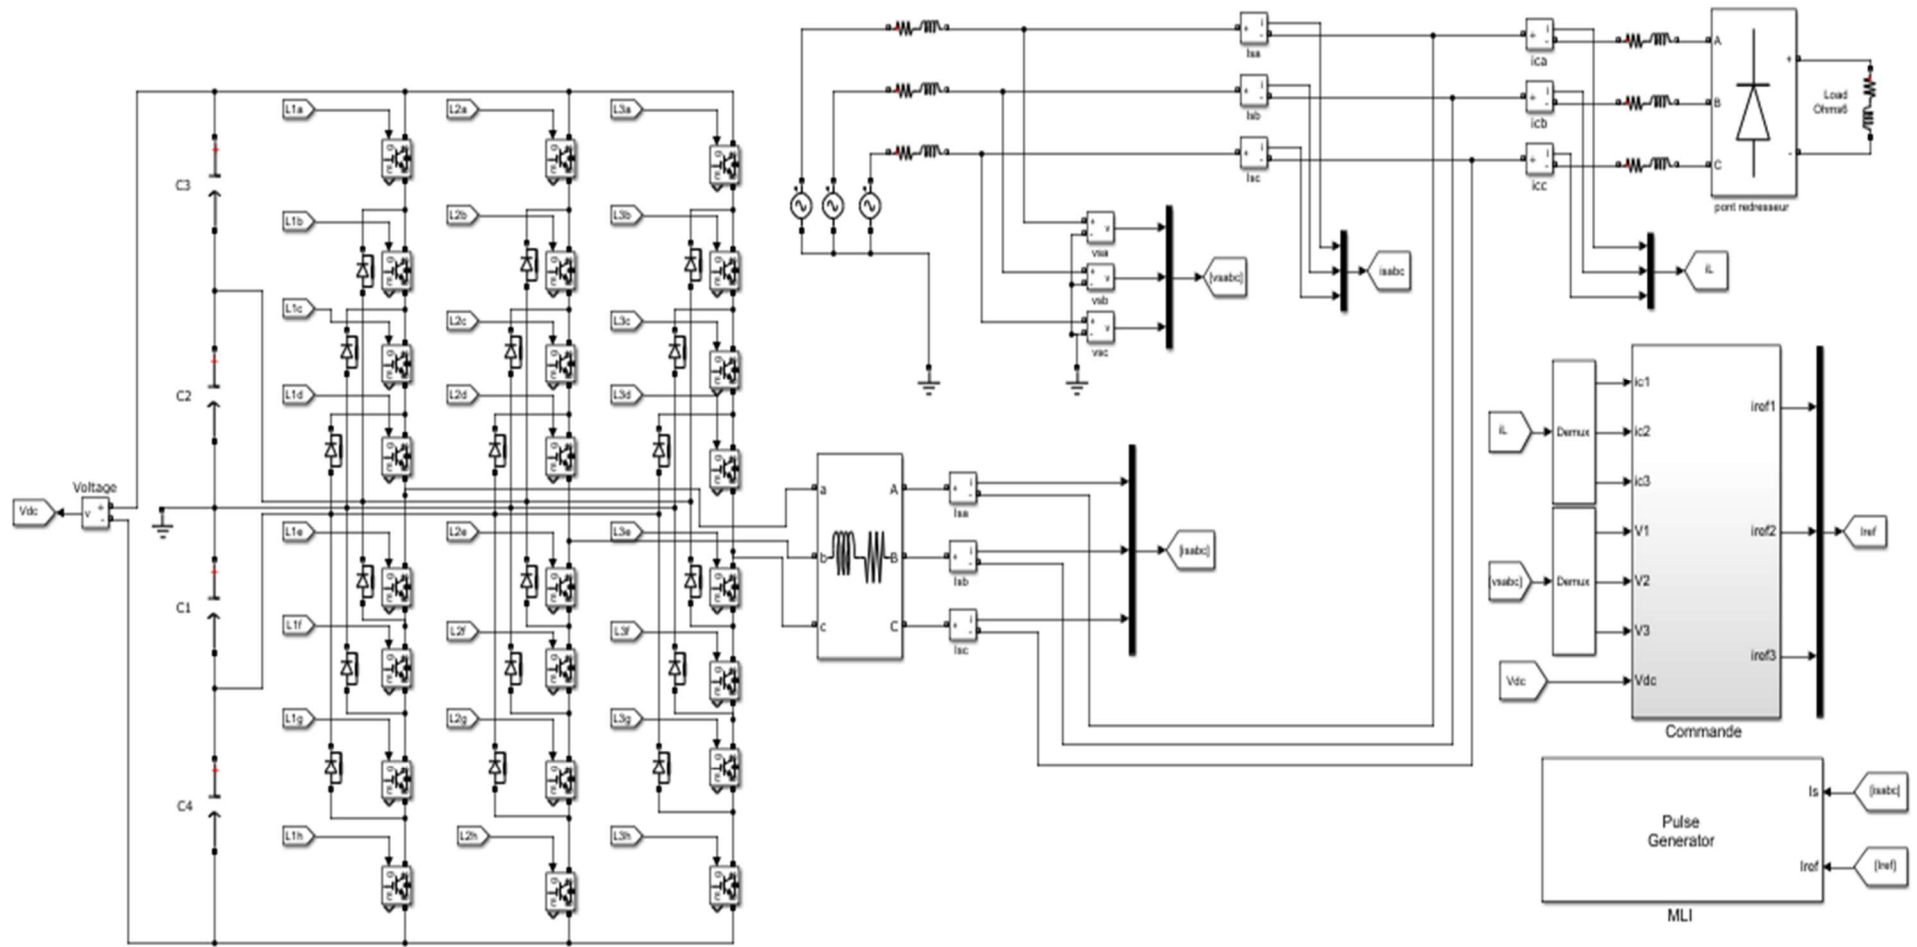 L1a
L2a
L3a
C3
L1b
L2b
L3b
L1c
L2c
L3c
C2
L1d
L2d
L3d
Voltage
Vdc
v
+
-
L1e
L2e
L3e
C1
L1f
L2f
L3f
L1g
L2g
L3g
C4
L1h
L2h
L3h
Isa
Isb
Isc
ica
icb
icc
A
B
C
+
-
Load
Ohms6
pont redresseur
vsa
vsb
vsc
[vsabc]
isabc
iL
a
b
c
A
B
C
Isa
Isb
Isc
[isabc]
iL
Demux
[vsabc]
Demux
Vdc
ic1
ic2
ic3
V1
V2
V3
Vdc
iref1
iref2
iref3
Iref
Commande
Pulse
Generator
Is
Iref
[isabc]
[Iref]
MLI